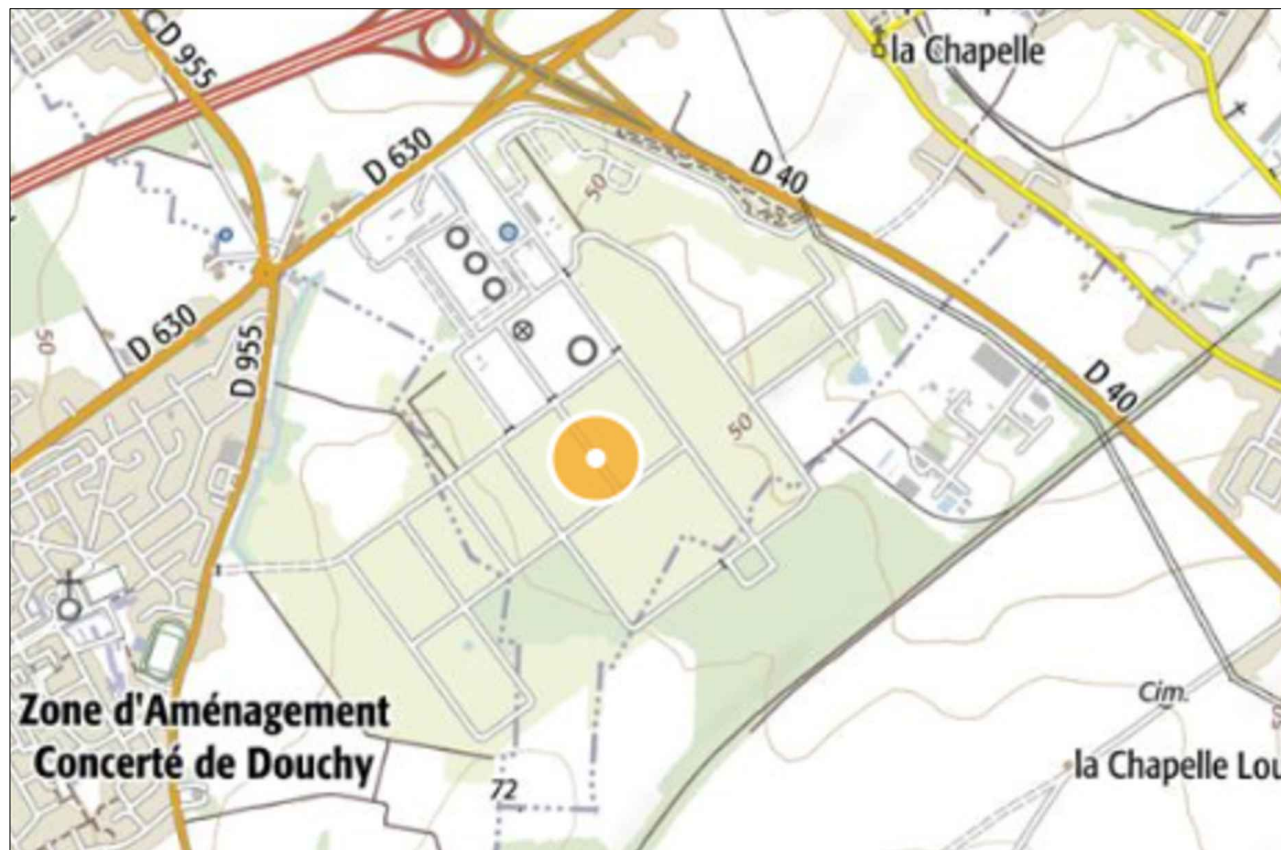 CD 955
la Chapelle
D 630
D 40
50
D 630
D 955
50
50
D 40
Zone d'Aménagement
Concerté de Douchy
72
Cim.
la Chapelle Lou